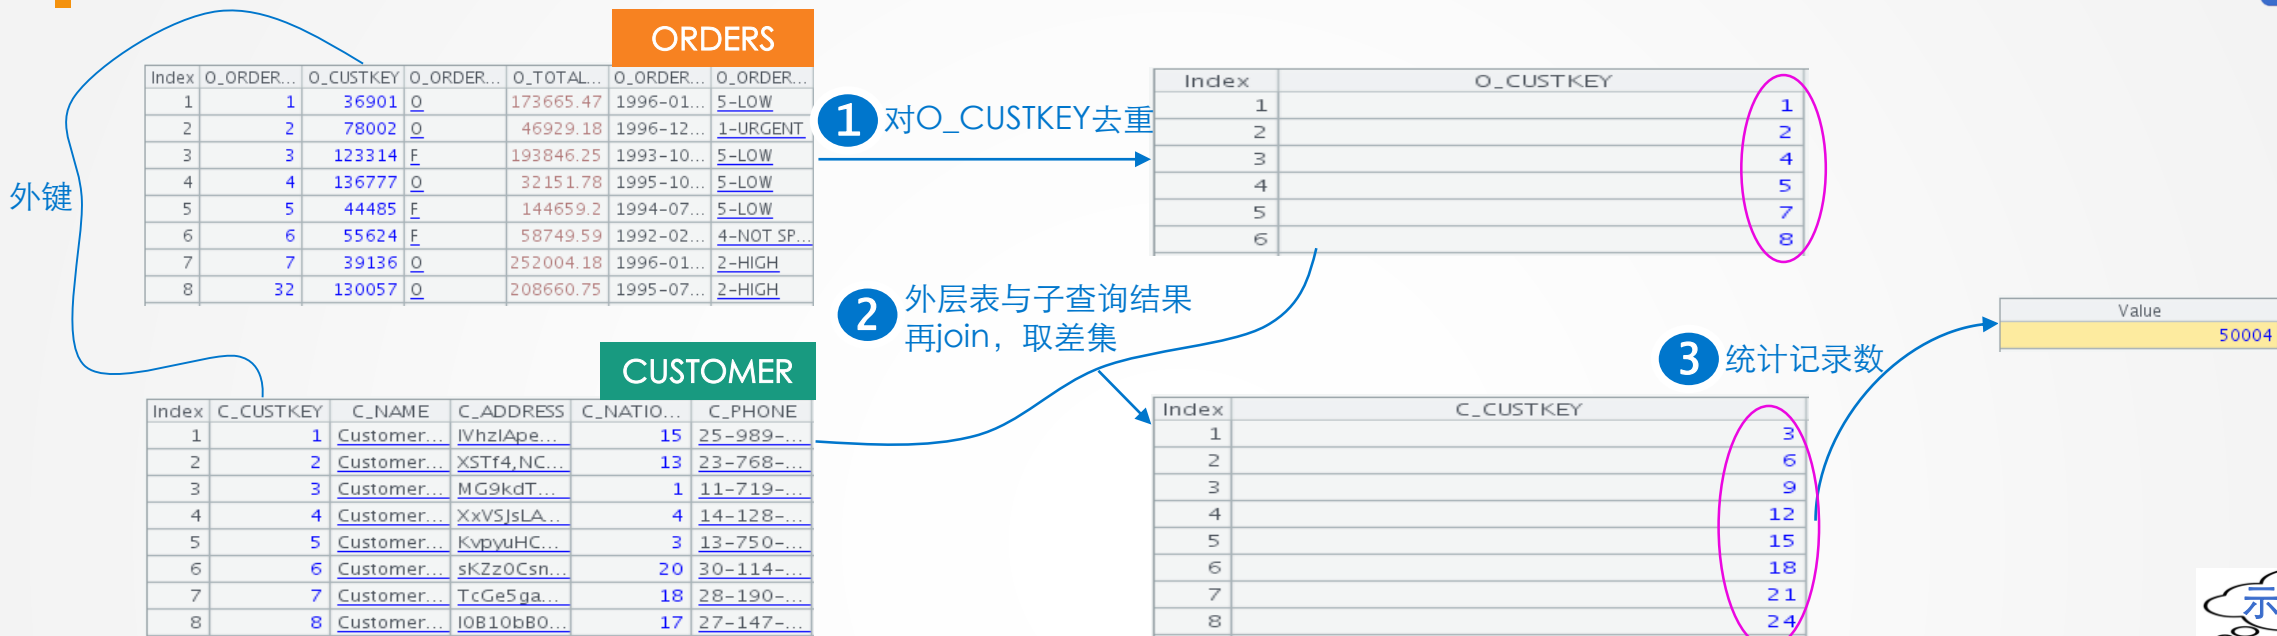 ORDERS
Index O_ORDER... O_CUSTKEY O_ORDER... O_TOTAL... O_ORDER... O_ORDER...
1 1 36901 O 173665.47 1996-01... 5-LOW
2 2 78002 O 46929.18 1996-12... 1-URGENT
3 3 123314 F 193846.25 1993-10... 5-LOW
4 4 136777 O 32151.78 1995-10... 5-LOW
5 5 44485 F 144659.2 1994-07... 5-LOW
6 6 55624 F 58749.59 1992-02... 4-NOT SP...
7 7 39136 O 252004.18 1996-01... 2-HIGH
8 32 130057 O 208660.75 1995-07... 2-HIGH
外键
1 对O_CUSTKEY去重
Index O_CUSTKEY
1 1
2 2
3 4
4 5
5 7
6 8
2 外层表与子查询结果
再join，取差集
CUSTOMER
Index C_CUSTKEY C_NAME C_ADDRESS C_NATIO... C_PHONE
1 1 Customer... IVhzIApe... 15 25-989-...
2 2 Customer... XSTf4,NC... 13 23-768-...
3 3 Customer... MG9kdT... 1 11-719-...
4 4 Customer... XxVSJsLA... 4 14-128-...
5 5 Customer... KvpyuHC... 3 13-750-...
6 6 Customer... sKZz0Csn... 20 30-114-...
7 7 Customer... TcGe5ga... 18 28-190-...
8 8 Customer... I0B10bB0... 17 27-147-...
Index C_CUSTKEY
1 3
2 6
3 9
4 12
5 15
6 18
7 21
8 24
3 统计记录数
Value
50004
示